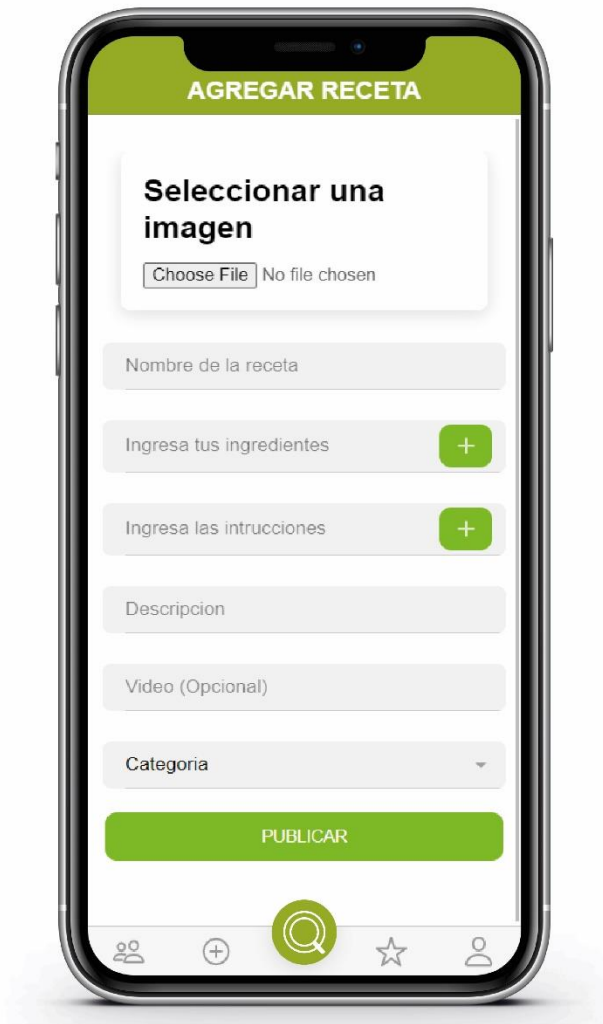 AGREGAR RECETA
Seleccionar una
imagen
Choose File No file chosen
Nombre de la receta
Ingresa tus ingredientes
Ingresa las intrucciones
Descripcion
Video (Opcional)
Categoria
PUBLICAR